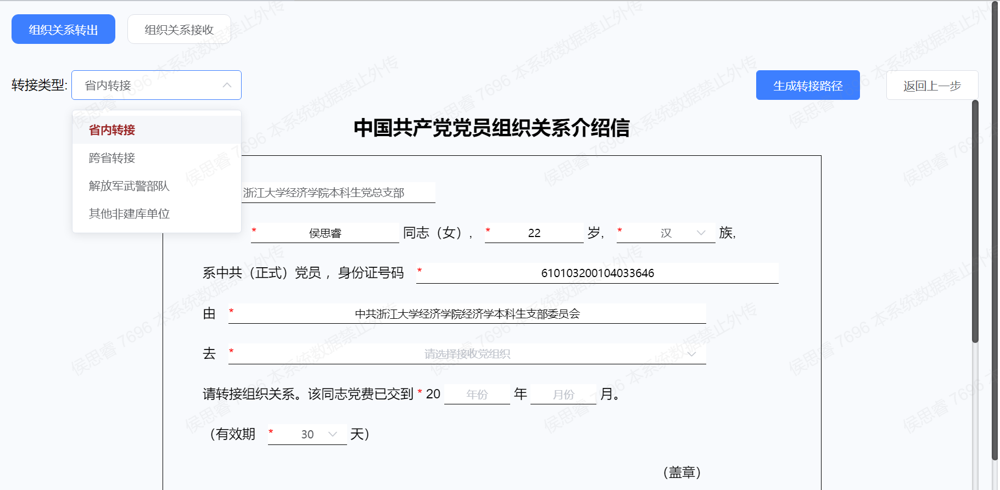 组织关系转出 组织关系接收
转接类型: 省内转接 生成转接路径 返回上一步
省内转接
跨省转接
解放军武警部队
其他非建库单位
中国共产党党员组织关系介绍信
浙江大学经济学院本科生党总支部
* 侯思睿 同志（女）， * 22 岁， * 汉 族,
系中共（正式）党员 ，身份证号码 * 610103200104033646
由 * 中共浙江大学经济学院经济学本科生支部委员会
去 * 请选择接收党组织
请转接组织关系。该同志党费已交到 * 20 年份 年 月份 月。
（有效期 * 30 天）
（盖章）
侯思睿 7696 本系统数据禁止外传